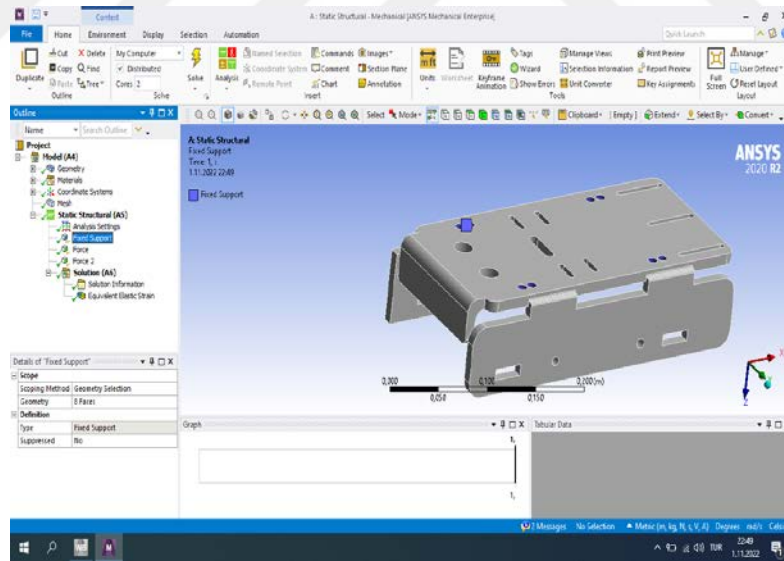 A : Static Structural - Mechanical [ANSYS Mechanical Enterprise]
Context
File Home Environment Display Selection Automation
Quick Launch
Duplicate
Cut X Delete
Copy Q Find
Paste Tree
Outline
My Computer
Distributed
Cores 2
Solve
Solve
Analysis
Named Selection
Coordinate System
Remote Point
Commands
Comment
Chart
Images
Section Plane
Annotation
Insert
Units
Worksheet
Keyframe
Animation
Tags
Wizard
Show Errors
Manage Views
Selection Information
Unit Converter
Print Preview
Report Preview
Key Assignments
Tools
Full
Screen
Manage
User Defined
Reset Layout
Layout
Outline
Name Search Outline
Select Mode Clipboard [Empty] Extend Select By Convert
Project
Model (A4)
Geometry
Materials
Coordinate Systems
Mesh
Static Structural (A5)
Analysis Settings
Fixed Support
Force
Force 2
Solution (A6)
Solution Information
Equivalent Elastic Strain
A: Static Structural
Fixed Support
Time: 1, s
1.11.2022 22:49
Fixed Support
ANSYS
2020 R2
0,000 0,100 0,200 (m)
0,050 0,150
X
Z
Details of "Fixed Support"
Scope
Scoping Method Geometry Selection
Geometry 8 Faces
Definition
Type Fixed Support
Suppressed No
Graph
1,
1,
Tabular Data
2 Messages No Selection Metric (m, kg, N, s, V, A) Degrees rad/s Celsi
TUR
22:49
1.11.2022